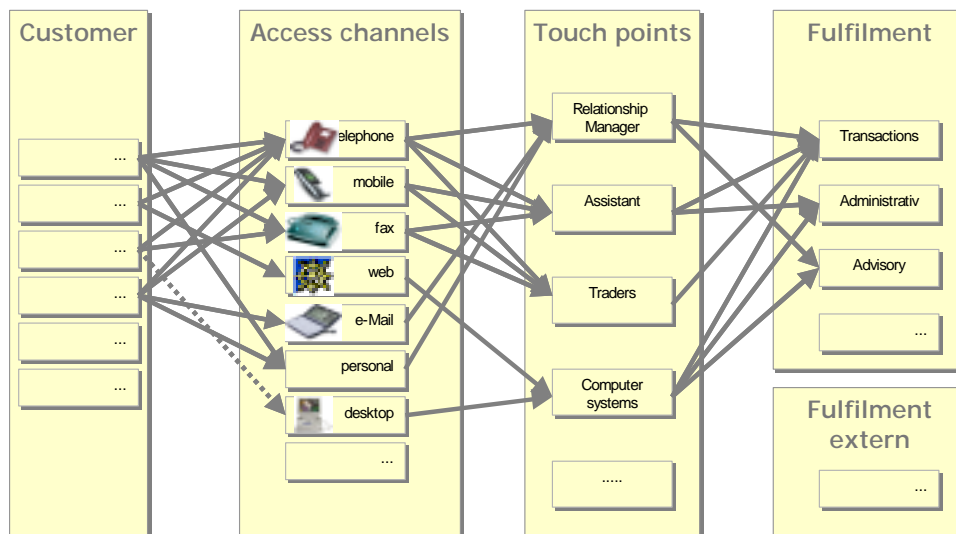 Customer
...
...
...
...
...
...
Access channels
elephone
mobile
fax
web
e-Mail
personal
desktop
...
Touch points
Relationship
Manager
Assistant
Traders
Computer
systems
.....
Fulfilment
Transactions
Administrativ
Advisory
...
Fulfilment
extern
...